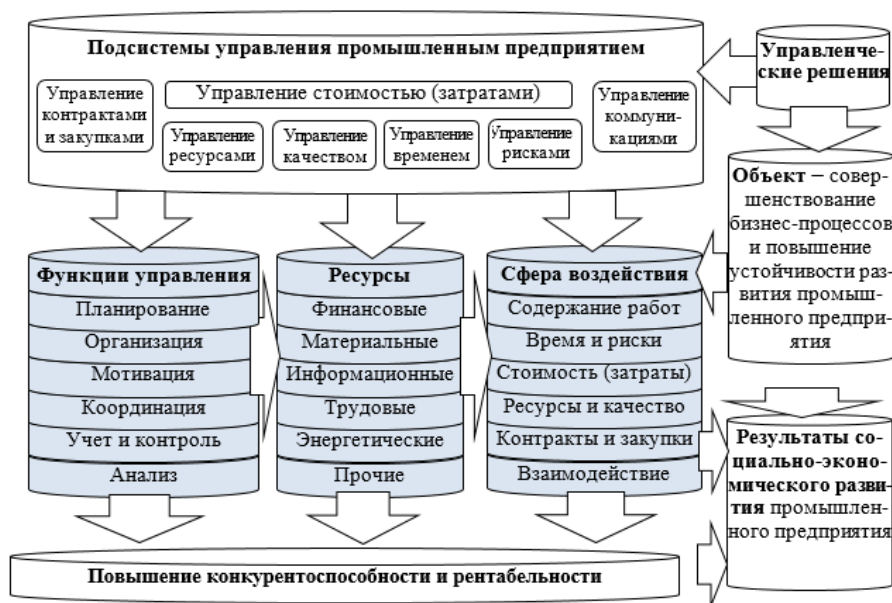 Подсистемы управления промышленным предприятием
Управление
контрактами
и закупками
Управление стоимостью (затратами)
Управление
ресурсами
Управление
качеством
Управление
временем
Управление
рисками
Управление
коммуни-
кациями
Управленче-
ские решения
Объект – совер-
шенствование
бизнес-процессов
и повышение
устойчивости раз-
вития промыш-
ленного предпри-
ятия
Функции управления
Планирование
Организация
Мотивация
Координация
Учет и контроль
Анализ
Ресурсы
Финансовые
Материальные
Информационные
Трудовые
Энергетические
Прочие
Сфера воздействия
Содержание работ
Время и риски
Стоимость (затраты)
Ресурсы и качество
Контракты и закупки
Взаимодействие
Результаты со-
циально-эконо-
мического разви-
тия промышлен-
ного предприятия
Повышение конкурентоспособности и рентабельности